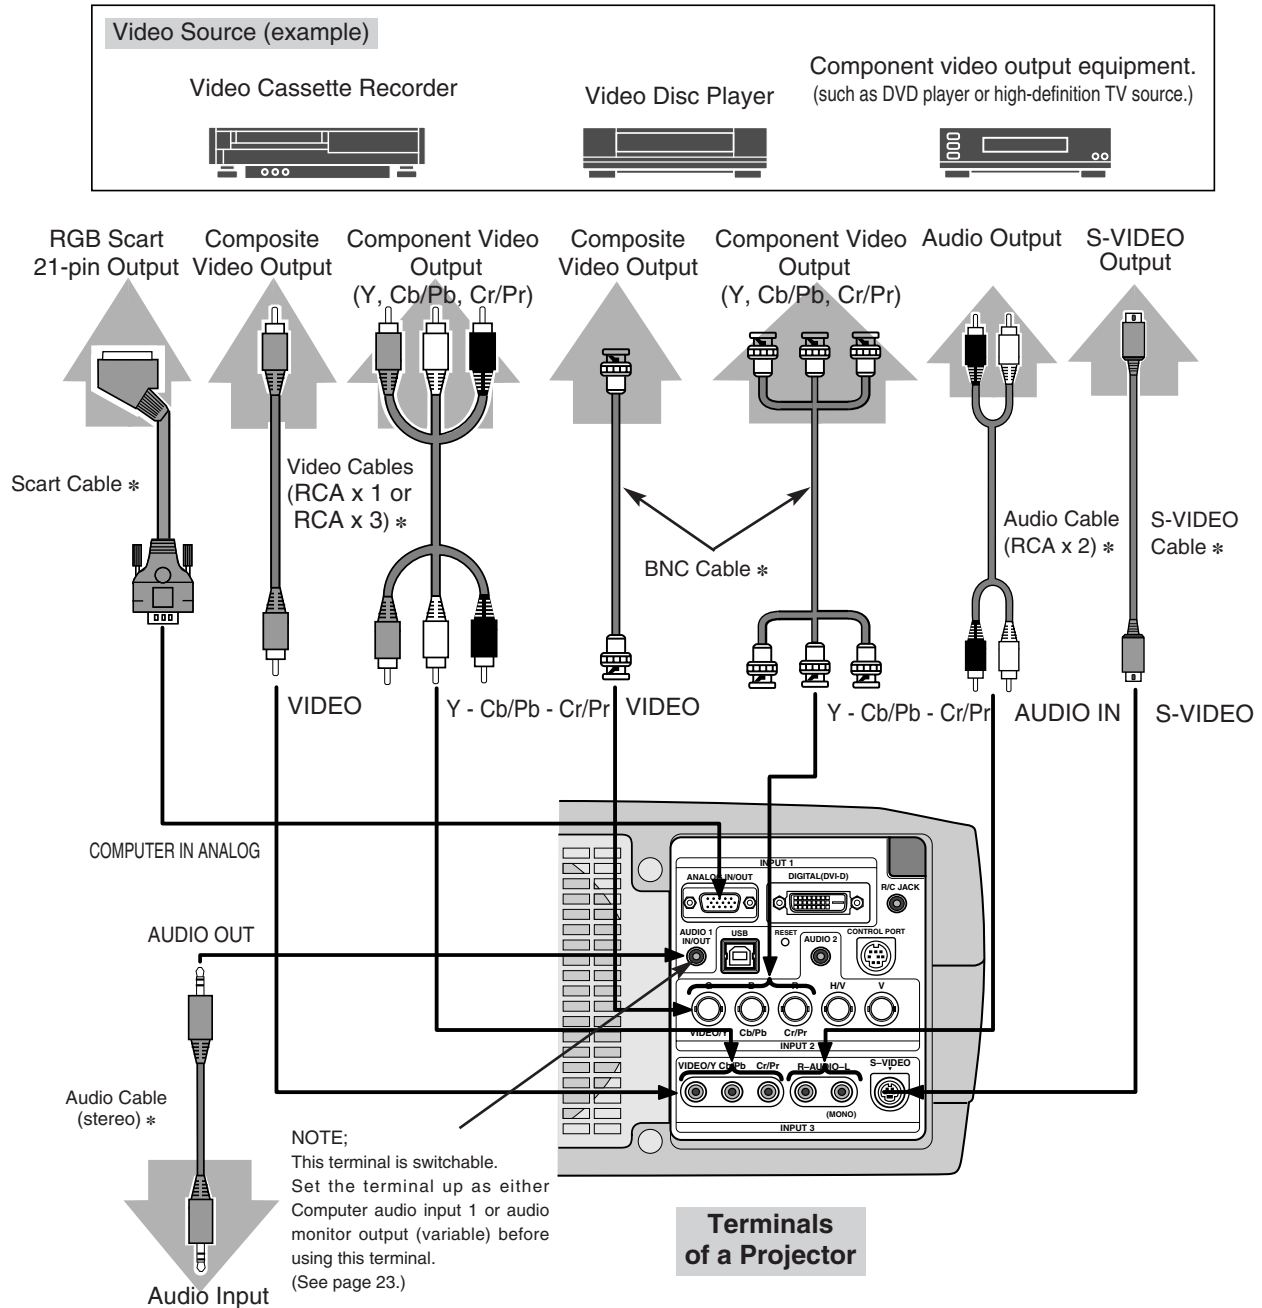 Video Source (example)
Video Cassette Recorder
Video Disc Player
Component video output equipment.
(such as DVD player or high-definition TV source.)
RGB Scart
21-pin Output
Composite
Video Output
Component Video
Output
(Y, Cb/Pb, Cr/Pr)
Composite
Video Output
Component Video
Output
(Y, Cb/Pb, Cr/Pr)
Audio Output
S-VIDEO
Output
Scart Cable *
Video Cables
(RCA x 1 or
RCA x 3) *
BNC Cable *
Audio Cable
(RCA x 2) *
S-VIDEO
Cable *
VIDEO
Y - Cb/Pb - Cr/Pr
VIDEO
Y - Cb/Pb - Cr/Pr
AUDIO IN
S-VIDEO
COMPUTER IN ANALOG
INPUT 1
ANALOG IN/OUT
DIGITAL(DVI-D)
R/C JACK
AUDIO 1
IN/OUT
USB
RESET
AUDIO 2
CONTROL PORT
G
B
R
H/V
V
VIDEO/Y
Cb/Pb
Cr/Pr
INPUT 2
VIDEO/Y Cb/Pb Cr/Pr
R–AUDIO–L
S–VIDEO
(MONO)
INPUT 3
AUDIO OUT
Audio Cable
(stereo) *
Audio Input
NOTE;
This terminal is switchable.
Set the terminal up as either
Computer audio input 1 or audio
monitor output (variable) before
using this terminal.
(See page 23.)
Terminals
of a Projector